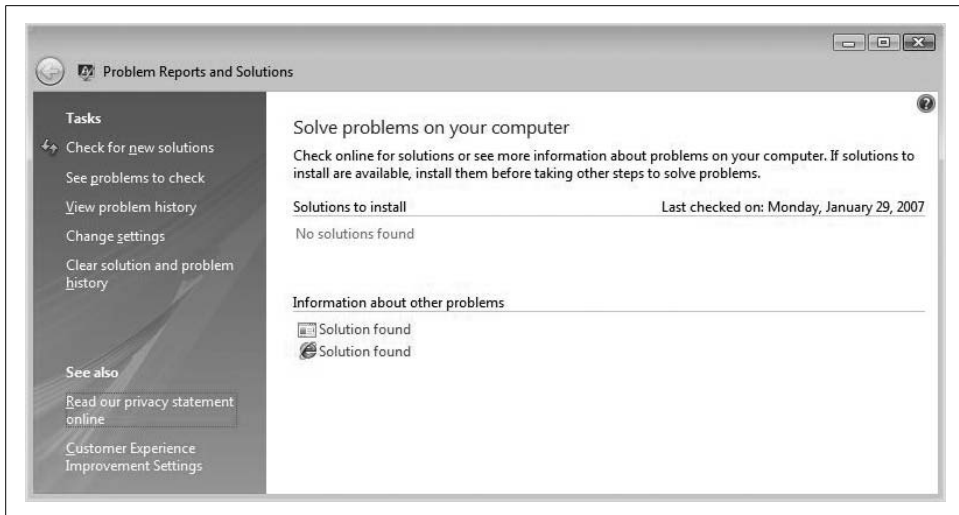 Problem Reports and Solutions
Tasks
Check for new solutions
See problems to check
View problem history
Change settings
Clear solution and problem
history
See also
Read our privacy statement
online
Customer Experience
Improvement Settings
Solve problems on your computer
Check online for solutions or see more information about problems on your computer. If solutions to
install are available, install them before taking other steps to solve problems.
Solutions to install Last checked on: Monday, January 29, 2007
No solutions found
Information about other problems
Solution found
Solution found